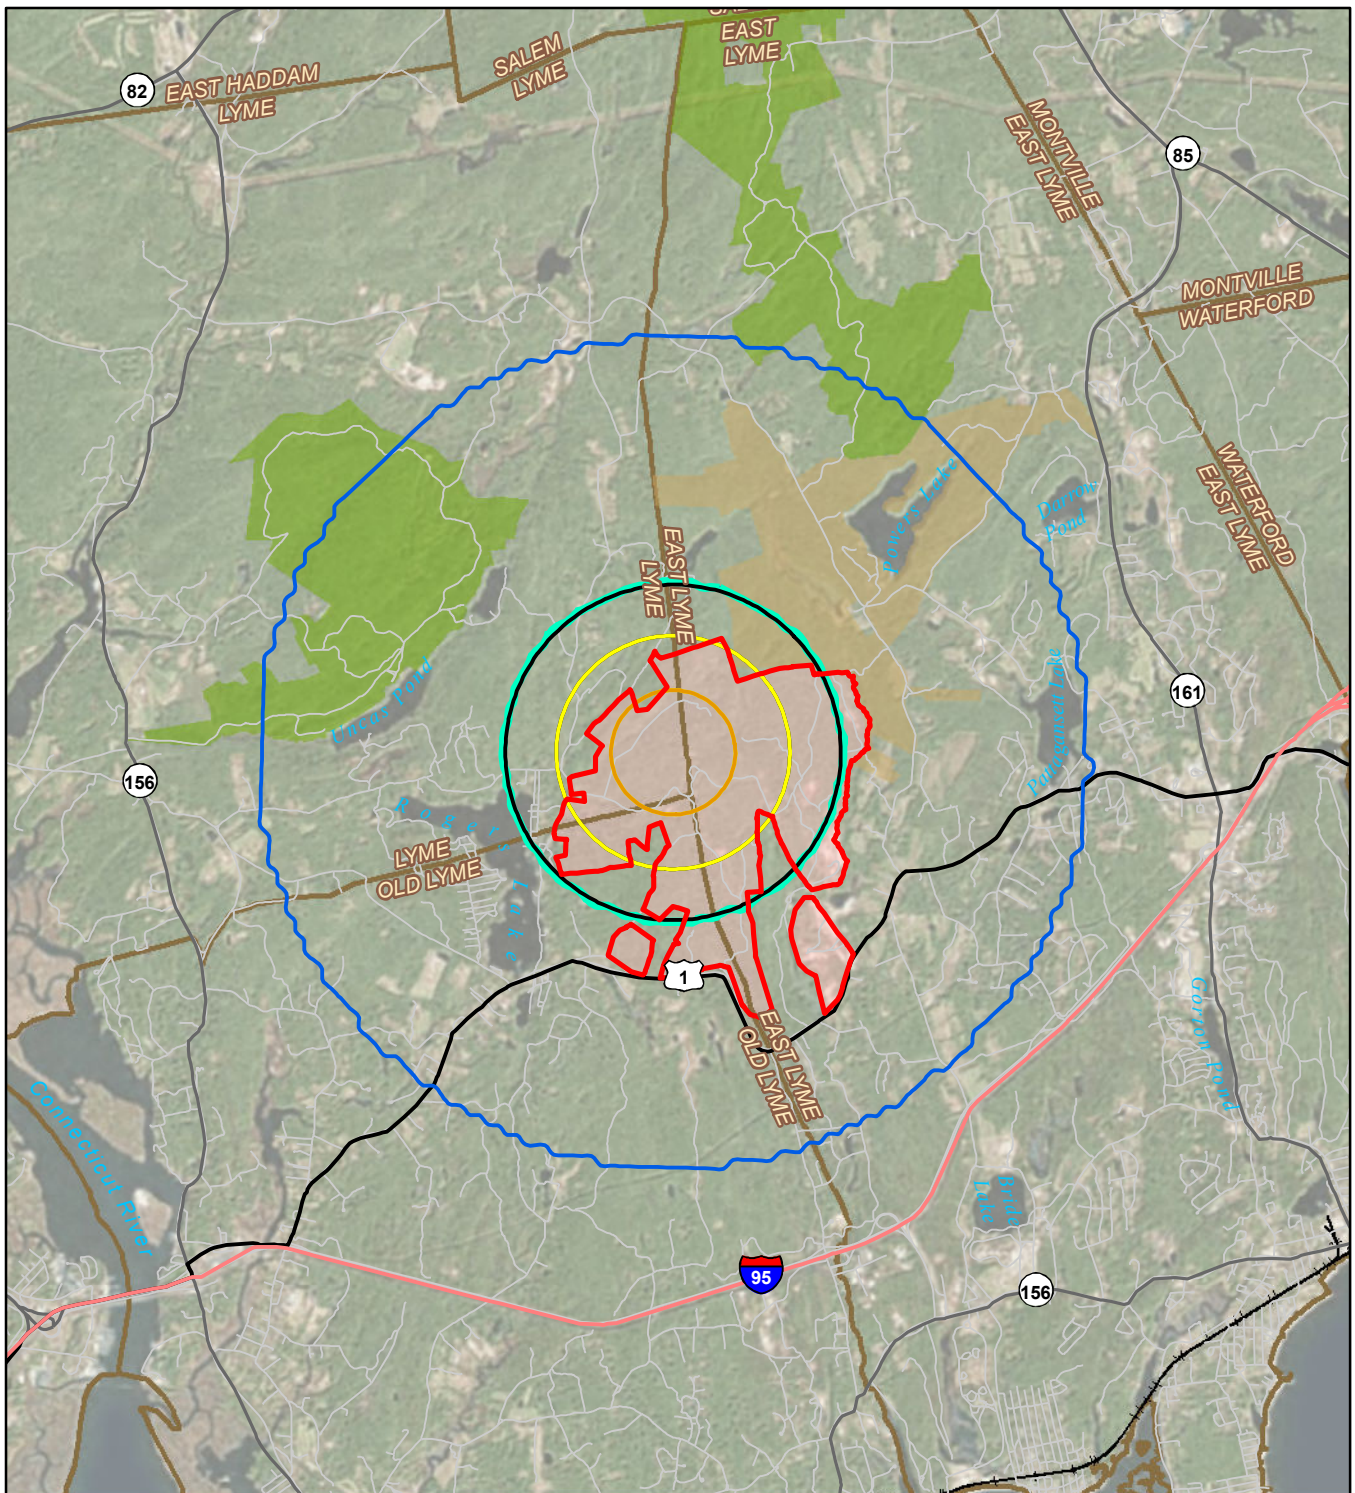 EAST
LYME
SALEM
LYME
82
EAST HADDAM
LYME
MONTVILLE
EAST LYME
85
MONTVILLE
WATERFORD
WATERFORD
EAST LYME
Powers Lake
Darrow
Pond
EAST LYME
LYME
Uncas Pond
Pattagansett Lake
161
156
Rogers
Lake
LYME
OLD LYME
1
EAST LYME
OLD LYME
Gorton Pond
Connecticut River
Bride
Lake
95
156